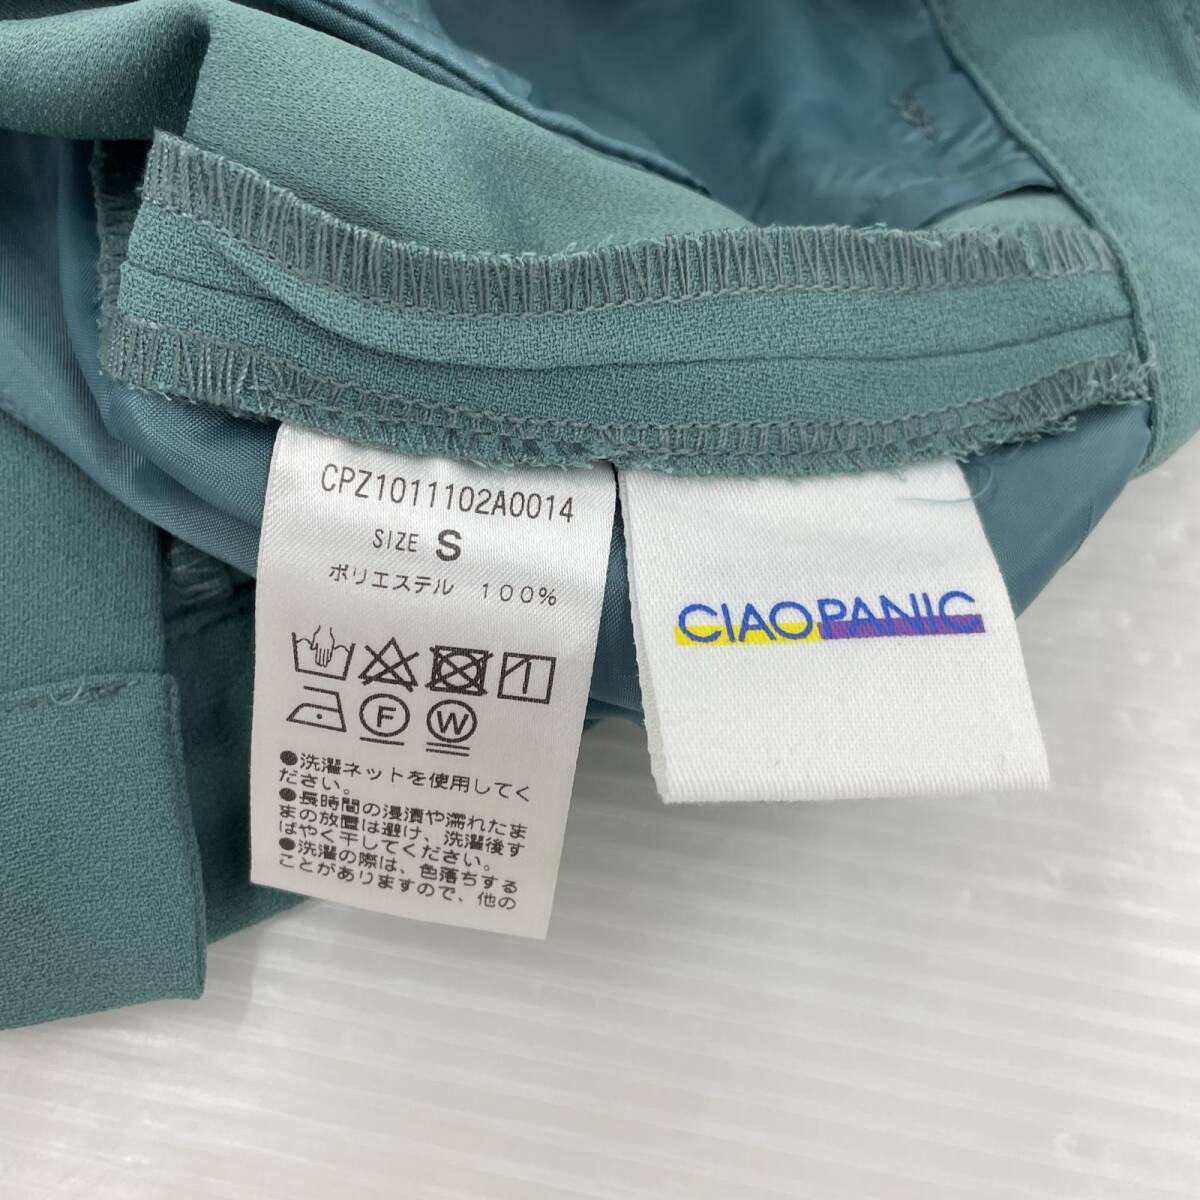 CPZ1011102A0014
SIZE S
ポリエステル 100%
F
W
●洗濯ネットを使用してく
ださい。
●長時間の浸漬や濡れたま
まの放置は避け、洗濯後す
ばやく干してください。
●洗濯の際は、色落ちする
ことがありますので、他の
CIAOPANIC